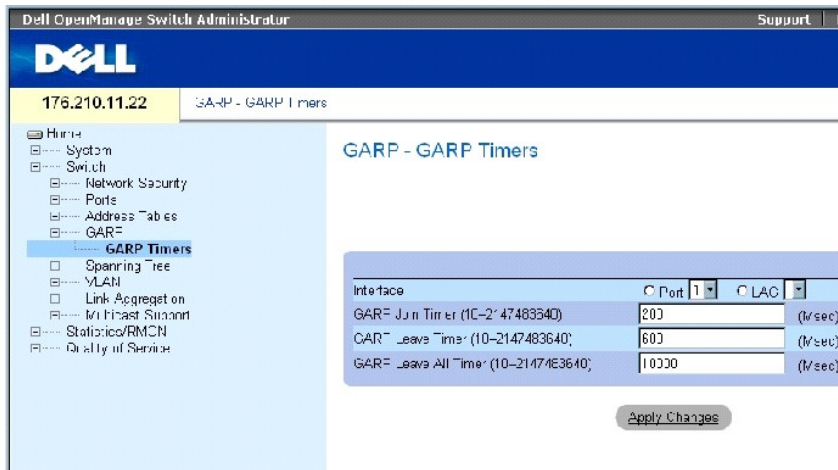 Dell OpenManage Switch Administrator
Support
DELL
176.210.11.22
GARP - GARP Timers
Home
System
Switch
Network Security
Ports
Address Tables
GARP
GARP Timers
Spanning Tree
VLAN
Link Aggregation
Multicast Support
Statistics/RMON
Quality of Service
GARP - GARP Timers
Interface Port 1 LAG
GARP Join Timer (10–2147483640) 200 (Msec)
GARP Leave Timer (10–2147483640) 600 (Msec)
GARP Leave All Timer (10–2147483640) 10000 (Msec)
Apply Changes